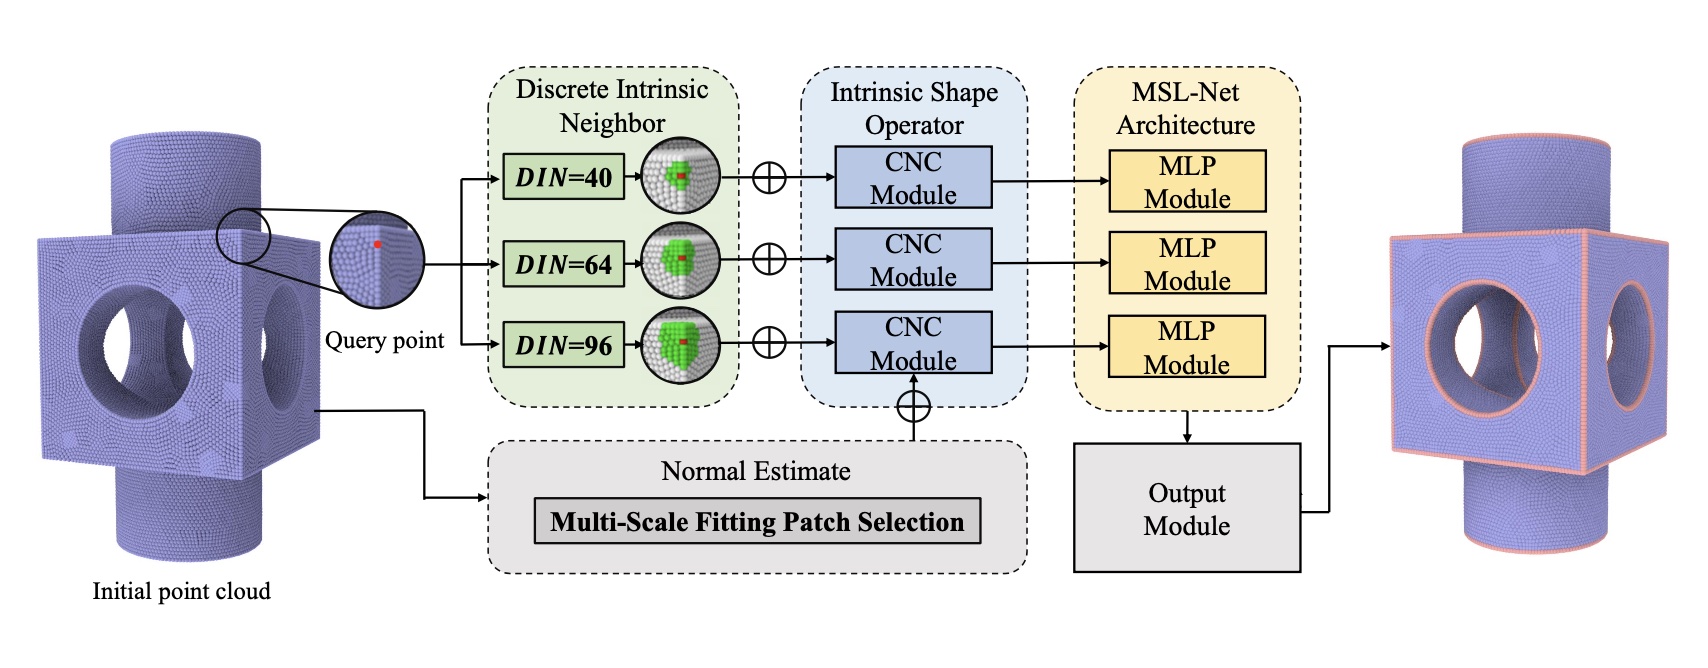 Discrete Intrinsic
Neighbor
DIN=40
DIN=64
DIN=96
Query point
Initial point cloud
Intrinsic Shape
Operator
CNC
Module
CNC
Module
CNC
Module
MSL-Net
Architecture
MLP
Module
MLP
Module
MLP
Module
Normal Estimate
Multi-Scale Fitting Patch Selection
Output
Module